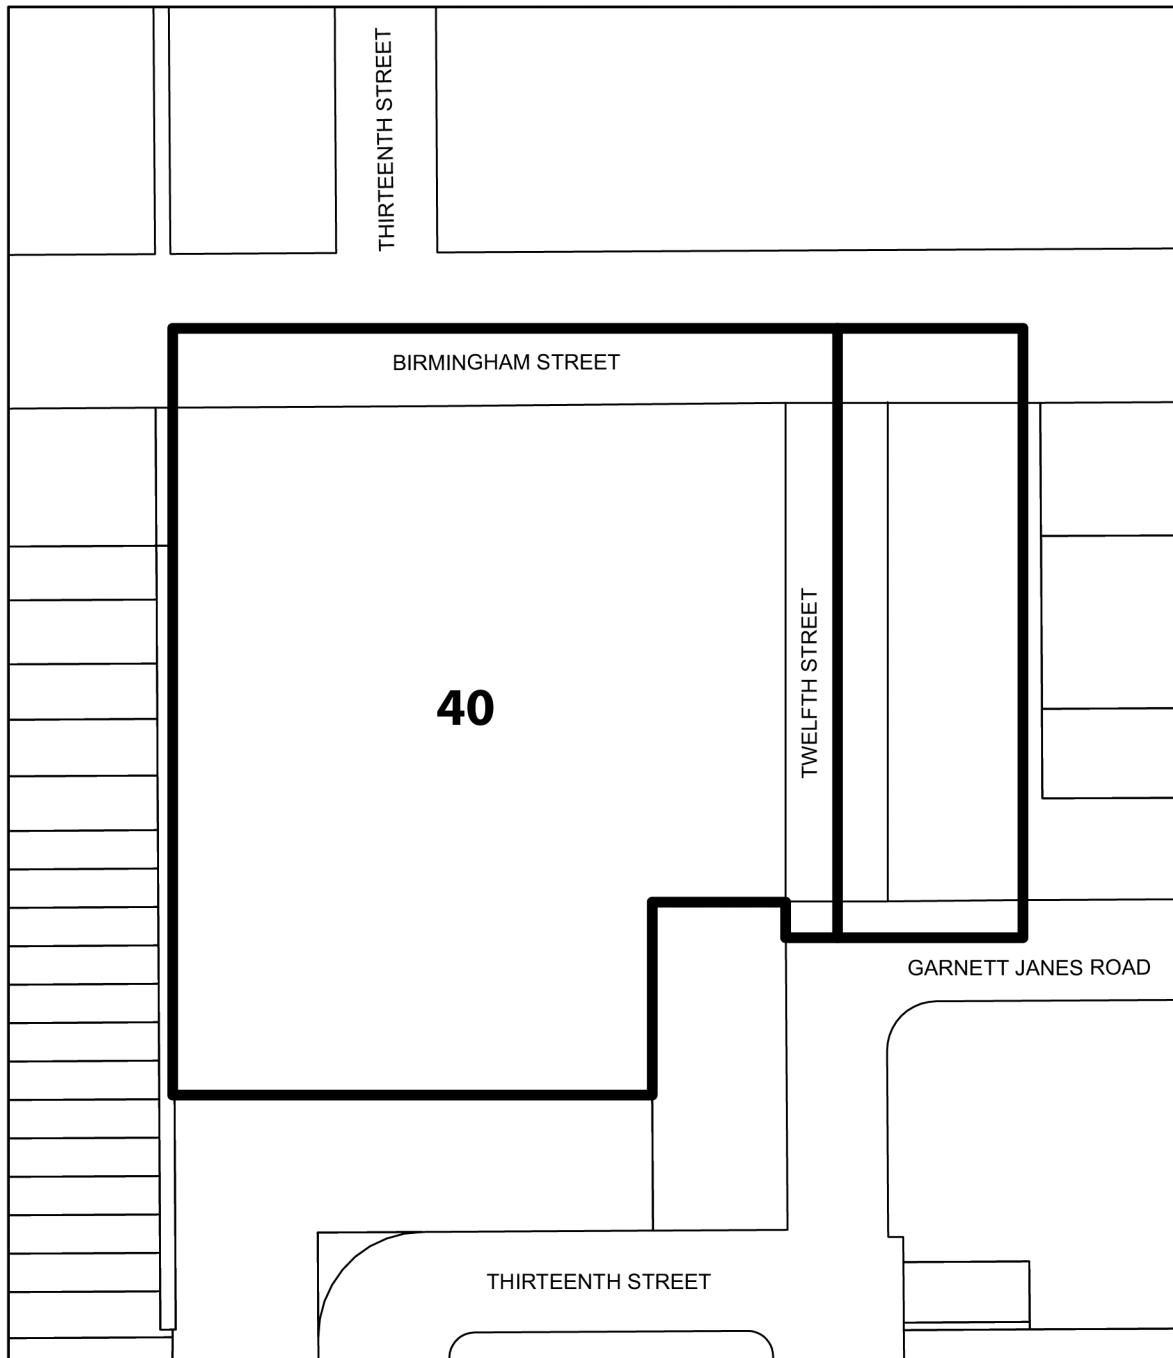 THIRTEENTH STREET
BIRMINGHAM STREET
TWELFTH STREET
40
GARNETT JANES ROAD
THIRTEENTH STREET